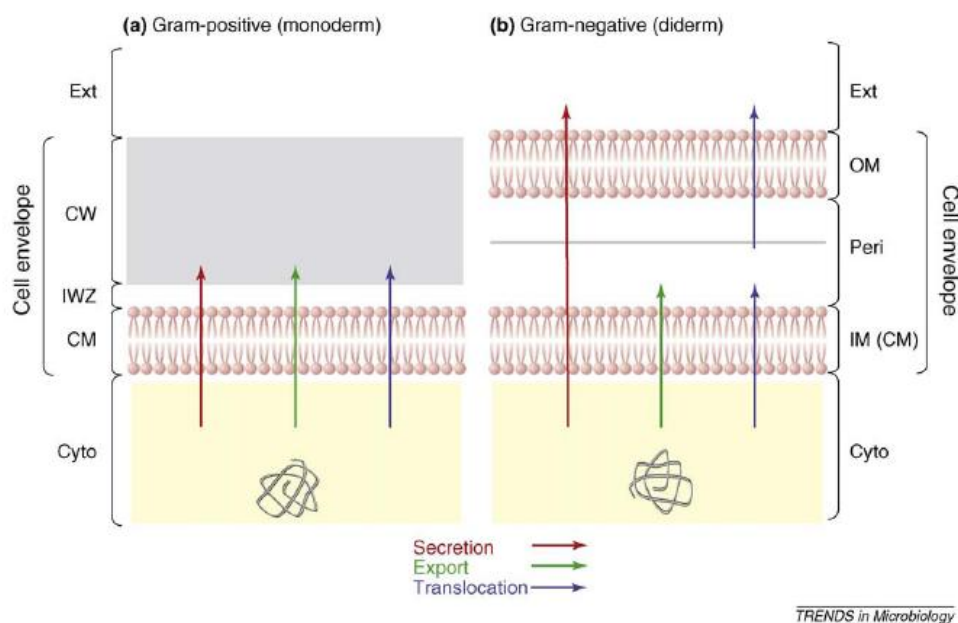 (a) Gram-positive (monoderm)
(b) Gram-negative (diderm)
Ext
Cell envelope
CW
IWZ
CM
Cyto
Ext
OM
Peri
Cell envelope
IM (CM)
Cyto
Secretion
Export
Translocation
TRENDS in Microbiology